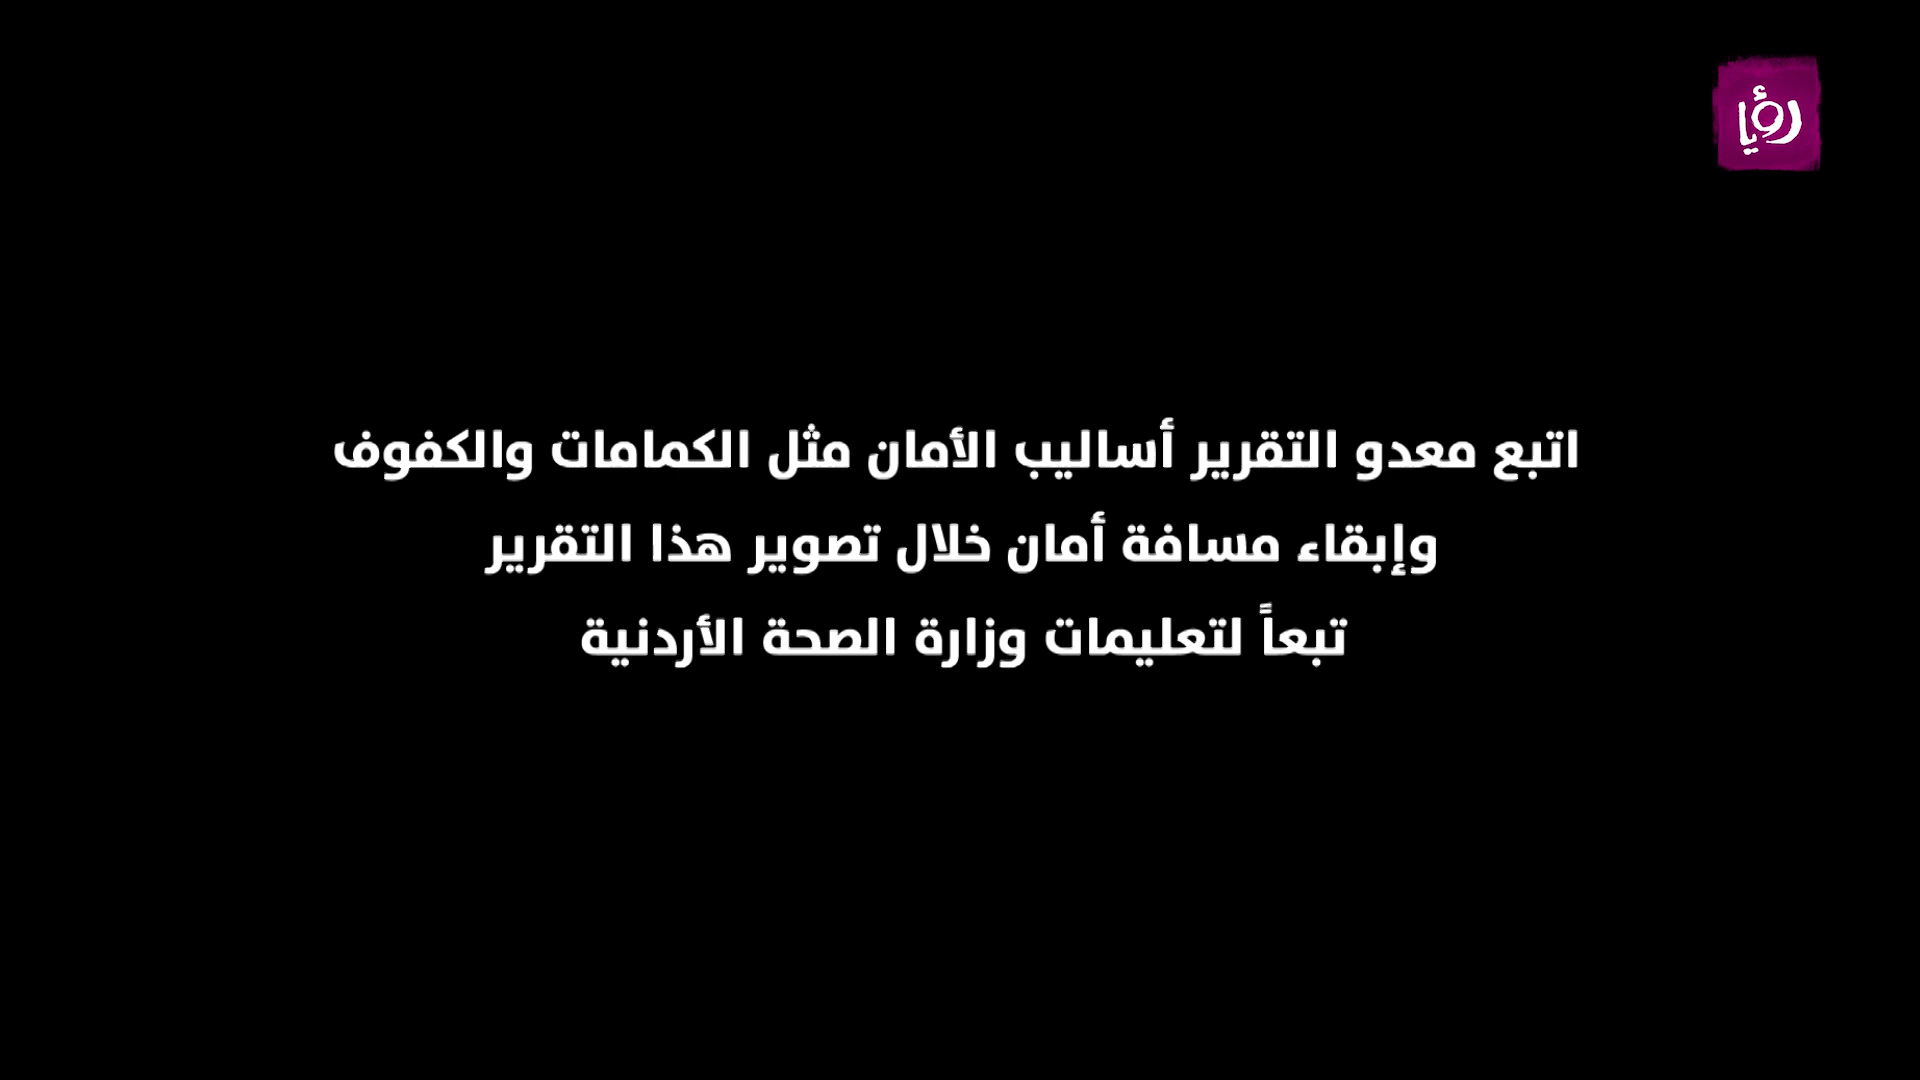 رؤيا
اتبع معدو التقرير أساليب الأمان مثل الكمامات والكفوف
وإبقاء مسافة أمان خلال تصوير هذا التقرير
تبعاً لتعليمات وزارة الصحة الأردنية